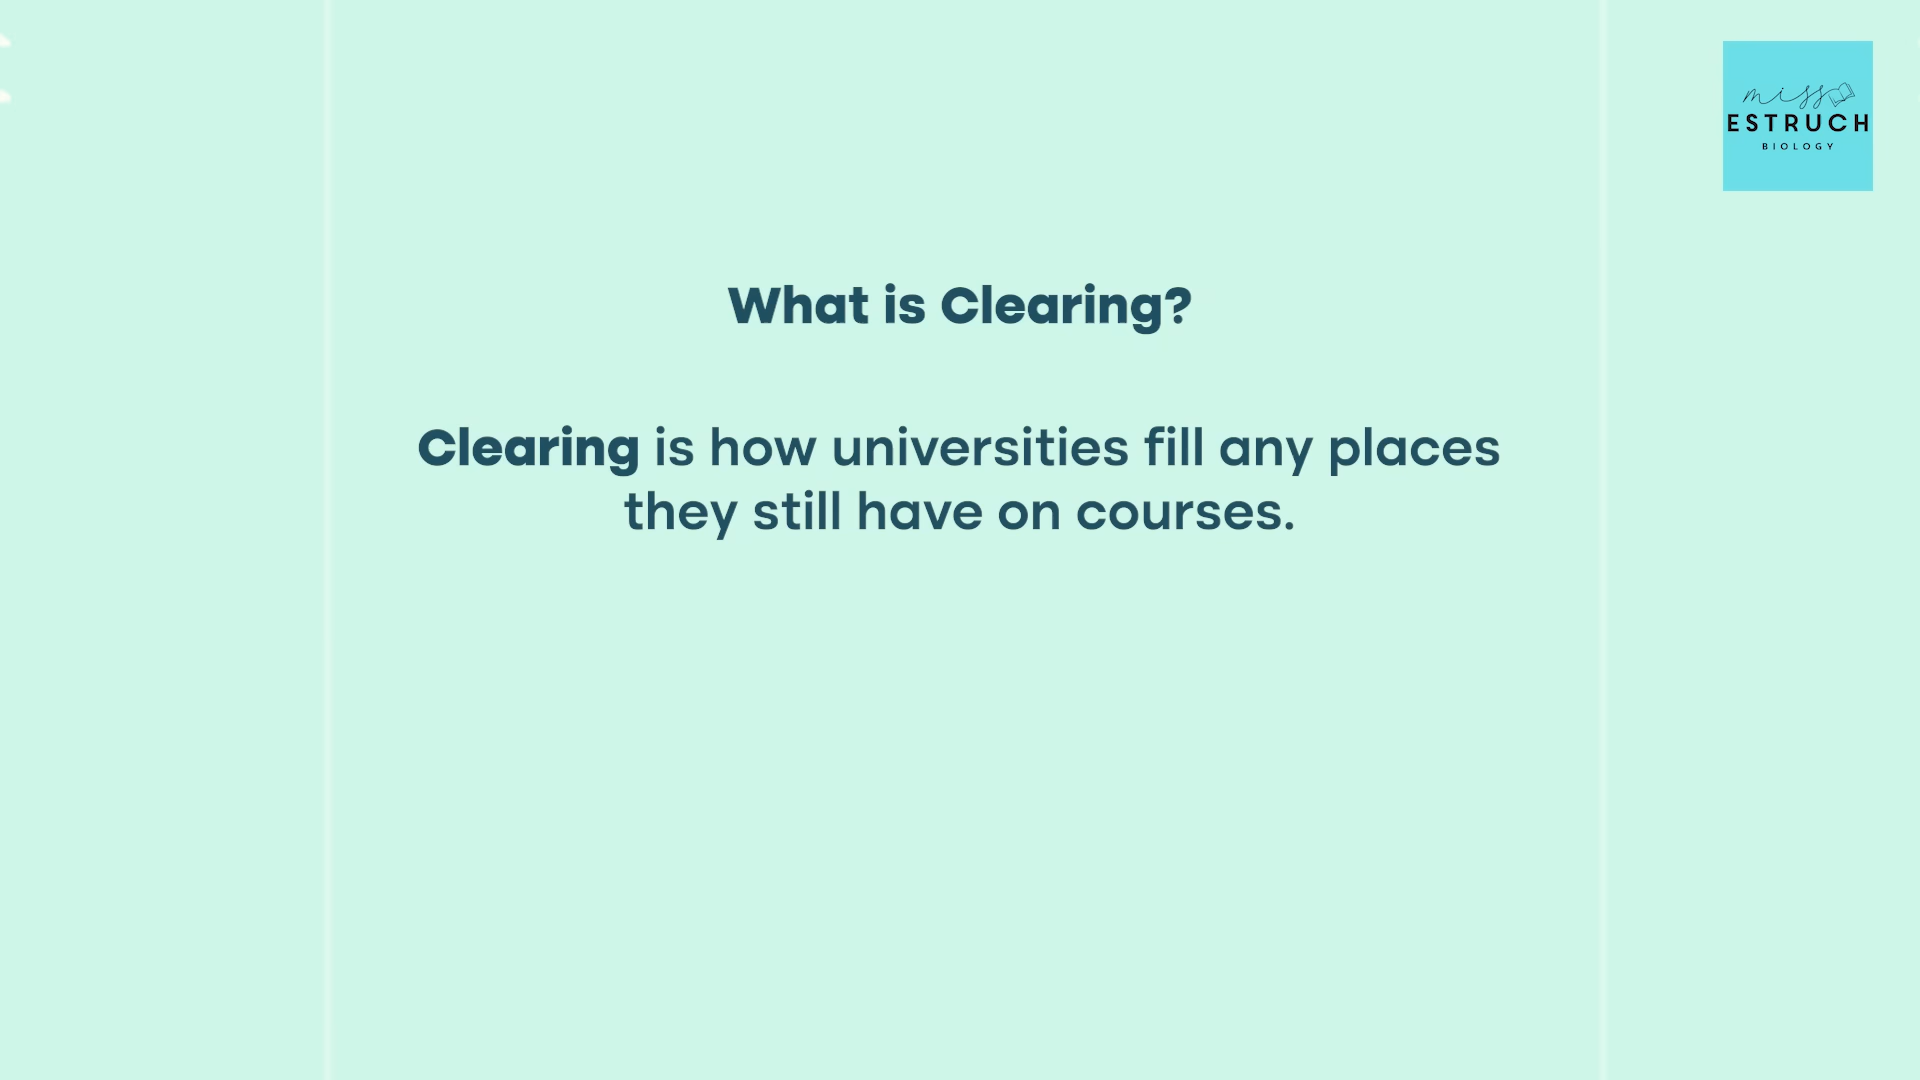 miss
ESTRUCH
BIOLOGY
What is Clearing?
Clearing is how universities fill any places
they still have on courses.